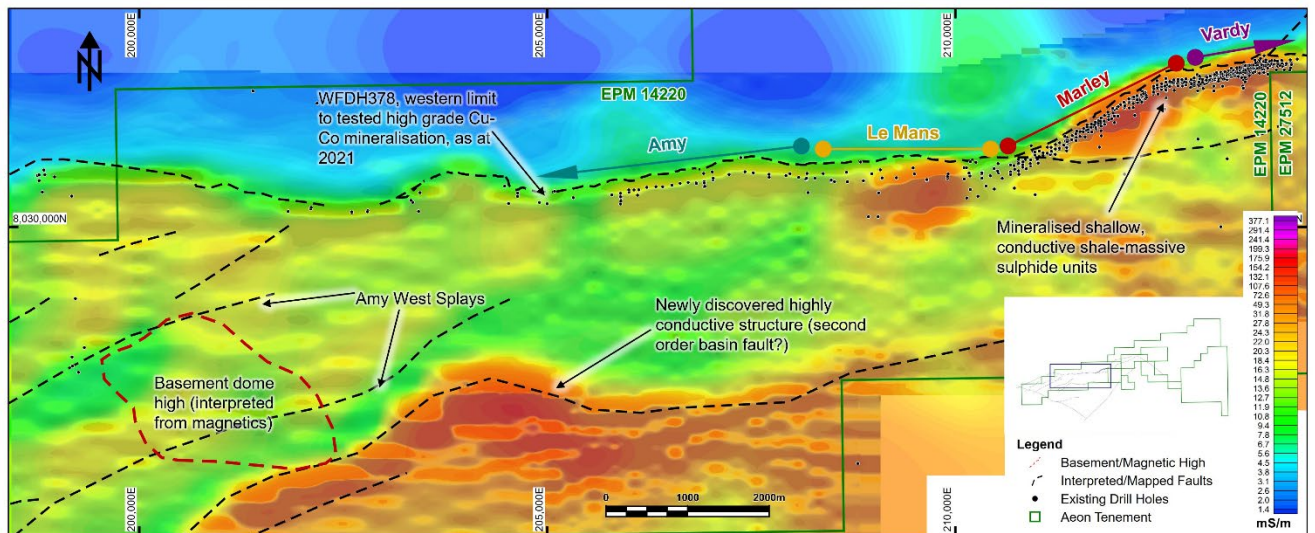 200,000E
205,000E
210,000E
N
Vardy
EPM 14220
Marley
.WFDH378, western limit
to tested high grade Cu-
Co mineralisation, as at
2021
Le Mans
Amy
EPM 14220
EPM 27512
8,030,000N
Mineralised shallow,
conductive shale-massive
sulphide units
Amy West Splays
Newly discovered highly
conductive structure (second
order basin fault?)
Basement dome
high (interpreted
from magnetics)
377.1
291.4
241.4
199.3
175.9
154.2
132.1
107.6
72.6
49.3
31.8
27.8
24.3
22.0
20.3
18.4
16.3
14.8
13.6
11.9
10.8
9.4
7.8
6.7
5.6
4.5
3.8
3.1
2.6
2.0
1.4
mS/m
Legend
Basement/Magnetic High
Interpreted/Mapped Faults
Existing Drill Holes
Aeon Tenement
0
1000
2000m
200,000E
205,000E
210,000E